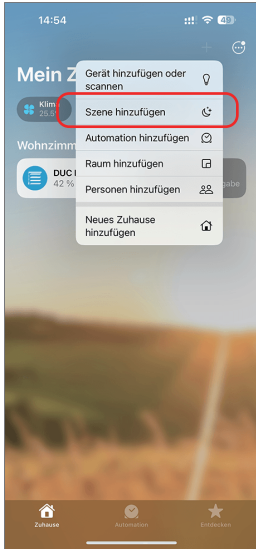 14:54
49
Mein Z
Gerät hinzufügen oder
scannen
Klima
25.5°
Szene hinzufügen
Automation hinzufügen
Wohnzimm
Raum hinzufügen
DUC
42 %
gabe
Personen hinzufügen
Neues Zuhause
hinzufügen
Zuhause
Automation
Entdecken